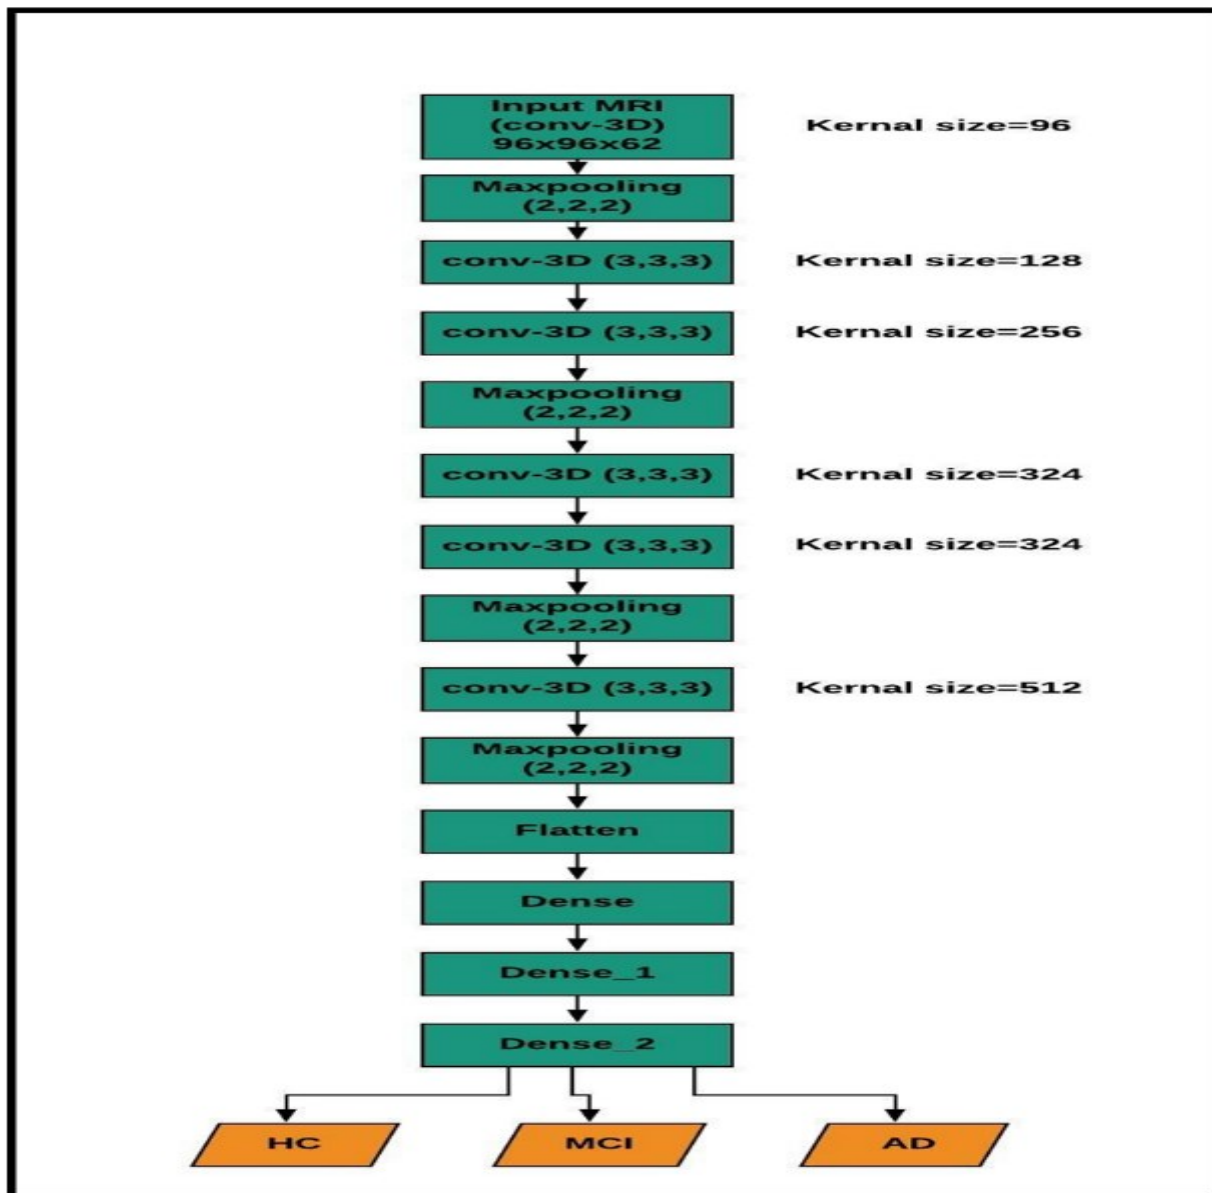 Input MRI
(conv-3D)
96x96x62
Kernal size=96
Maxpooling
(2,2,2)
conv-3D (3,3,3)
Kernal size=128
conv-3D (3,3,3)
Kernal size=256
Maxpooling
(2,2,2)
conv-3D (3,3,3)
Kernal size=324
conv-3D (3,3,3)
Kernal size=324
Maxpooling
(2,2,2)
conv-3D (3,3,3)
Kernal size=512
Maxpooling
(2,2,2)
Flatten
Dense
Dense_1
Dense_2
HC
MCI
AD